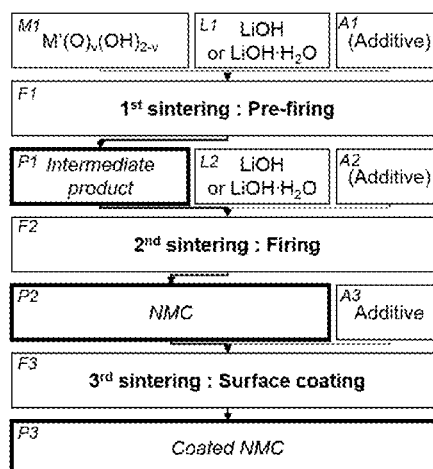 M1
M'(O)ᵥ(OH)₂₋ᵥ
L1
LiOH
or LiOH·H₂O
A1
(Additive)
F1
1ˢᵗ sintering : Pre-firing
P1
Intermediate
product
L2
LiOH
or LiOH·H₂O
A2
(Additive)
F2
2ⁿᵈ sintering : Firing
P2
NMC
A3
Additive
F3
3ʳᵈ sintering : Surface coating
P3
Coated NMC